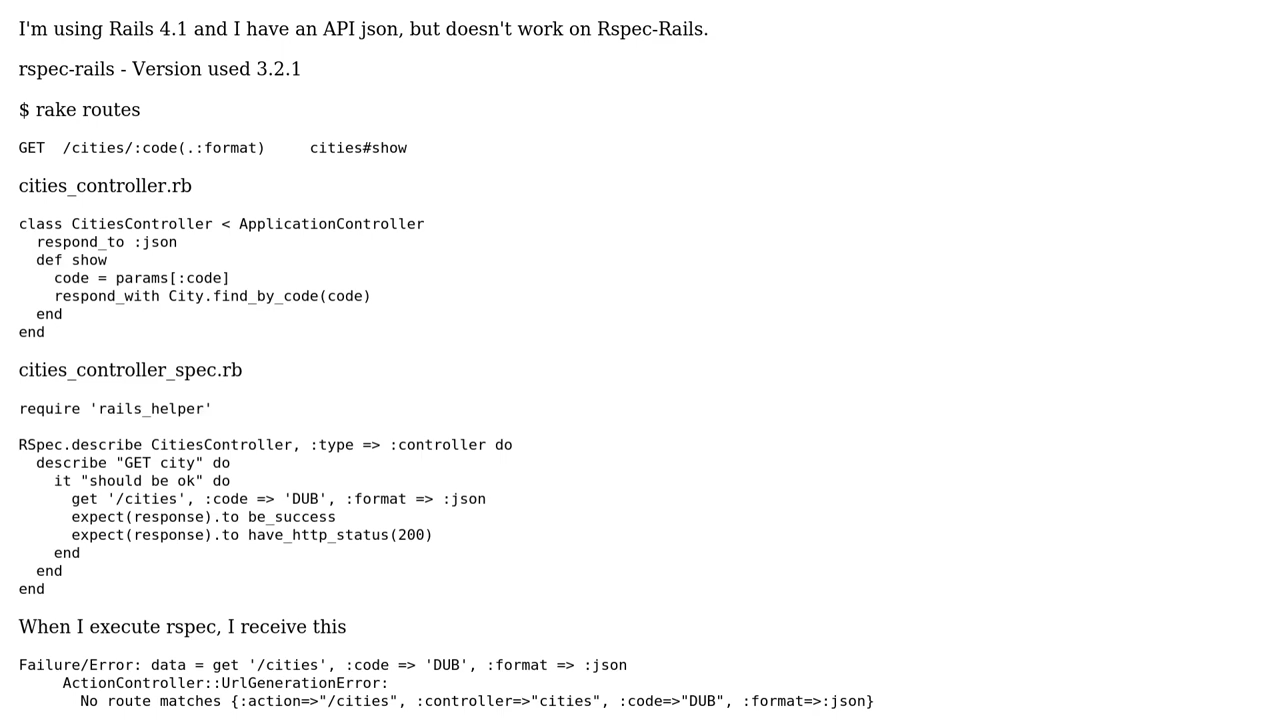 I'm using Rails 4.1 and I have an API json, but doesn't work on Rspec-Rails.
rspec-rails - Version used 3.2.1
$ rake routes
GET  /cities/:code(.:format)     cities#show
cities_controller.rb
class CitiesController < ApplicationController
  respond_to :json
  def show
    code = params[:code]
    respond_with City.find_by_code(code)
  end
end
cities_controller_spec.rb
require 'rails_helper'
RSpec.describe CitiesController, :type => :controller do
  describe "GET city" do
    it "should be ok" do
      get '/cities', :code => 'DUB', :format => :json
      expect(response).to be_success
      expect(response).to have_http_status(200)
    end
  end
end
When I execute rspec, I receive this
Failure/Error: data = get '/cities', :code => 'DUB', :format => :json
     ActionController::UrlGenerationError:
       No route matches {:action=>"/cities", :controller=>"cities", :code=>"DUB", :format=>:json}